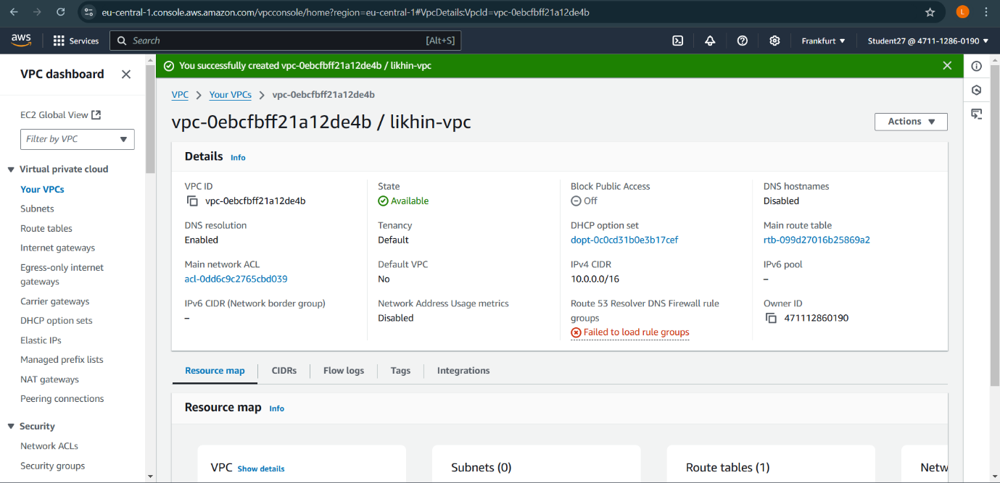 eu-central-1.console.aws.amazon.com/vpcconsole/home?region=eu-central-1#VpcDetails:VpcId=vpc-0ebcfbff21a12de4b
L
aws
Services
Search
[Alt+S]
Frankfurt
Student27 @ 4711-1286-0190
VPC dashboard
EC2 Global View
Filter by VPC
Virtual private cloud
Your VPCs
Subnets
Route tables
Internet gateways
Egress-only internet
gateways
Carrier gateways
DHCP option sets
Elastic IPs
Managed prefix lists
NAT gateways
Peering connections
Security
Network ACLs
Security groups
You successfully created vpc-0ebcfbff21a12de4b / likhin-vpc
VPC
Your VPCs
vpc-0ebcfbff21a12de4b
vpc-0ebcfbff21a12de4b / likhin-vpc
Actions
Details Info
VPC ID
vpc-0ebcfbff21a12de4b
State
Available
Block Public Access
Off
DNS hostnames
Disabled
DNS resolution
Enabled
Tenancy
Default
DHCP option set
dopt-0c0cd31b0e3b17cef
Main route table
rtb-099d27016b25869a2
Main network ACL
acl-0dd6c9c2765cbd039
Default VPC
No
IPv4 CIDR
10.0.0.0/16
IPv6 pool
–
IPv6 CIDR (Network border group)
–
Network Address Usage metrics
Disabled
Route 53 Resolver DNS Firewall rule
groups
Failed to load rule groups
Owner ID
471112860190
Resource map
CIDRs
Flow logs
Tags
Integrations
Resource map Info
VPC Show details
Subnets (0)
Route tables (1)
Netw